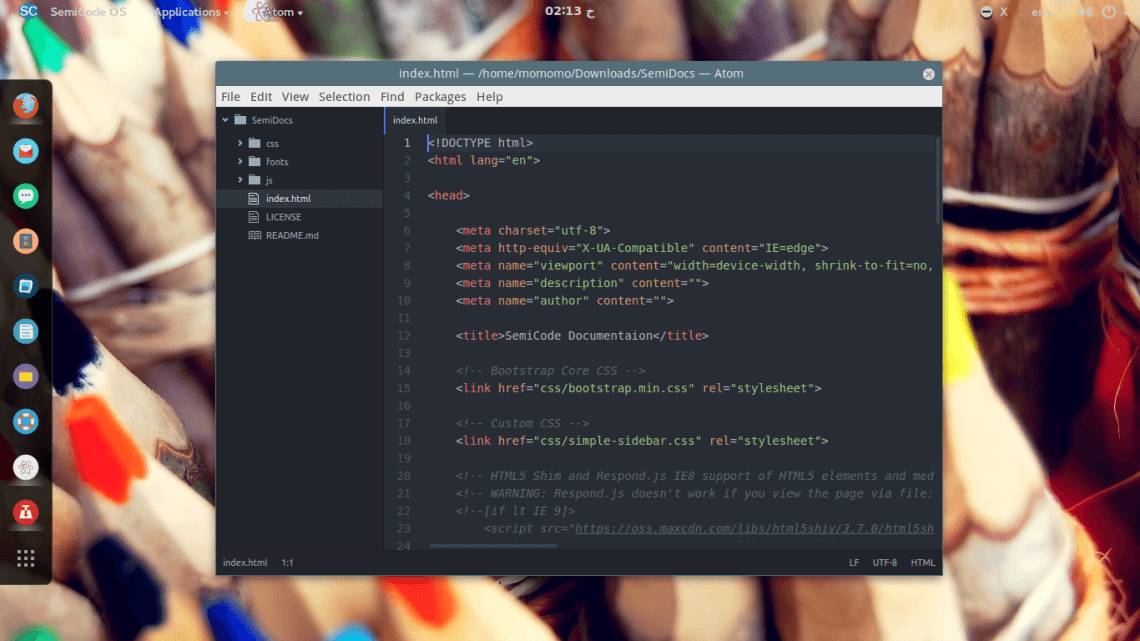 SC SemiCode OS Applications Atom
02:13 ح
X en
index.html — /home/momomo/Downloads/SemiDocs — Atom
File Edit View Selection Find Packages Help
SemiDocs
css
fonts
js
index.html
LICENSE
README.md
index.html
1 <!DOCTYPE html>
2 <html lang="en">
3
4 <head>
5
6 <meta charset="utf-8">
7 <meta http-equiv="X-UA-Compatible" content="IE=edge">
8 <meta name="viewport" content="width=device-width, shrink-to-fit=no,
9 <meta name="description" content="">
10 <meta name="author" content="">
11
12 <title>SemiCode Documentaion</title>
13
14 <!-- Bootstrap Core CSS -->
15 <link href="css/bootstrap.min.css" rel="stylesheet">
16
17 <!-- Custom CSS -->
18 <link href="css/simple-sidebar.css" rel="stylesheet">
19
20 <!-- HTML5 Shim and Respond.js IE8 support of HTML5 elements and med
21 <!-- WARNING: Respond.js doesn't work if you view the page via file:
22 <!--[if lt IE 9]>
23 <script src="https://oss.maxcdn.com/libs/html5shiv/3.7.0/html5sh
24
index.html 1:1
LF UTF-8 HTML